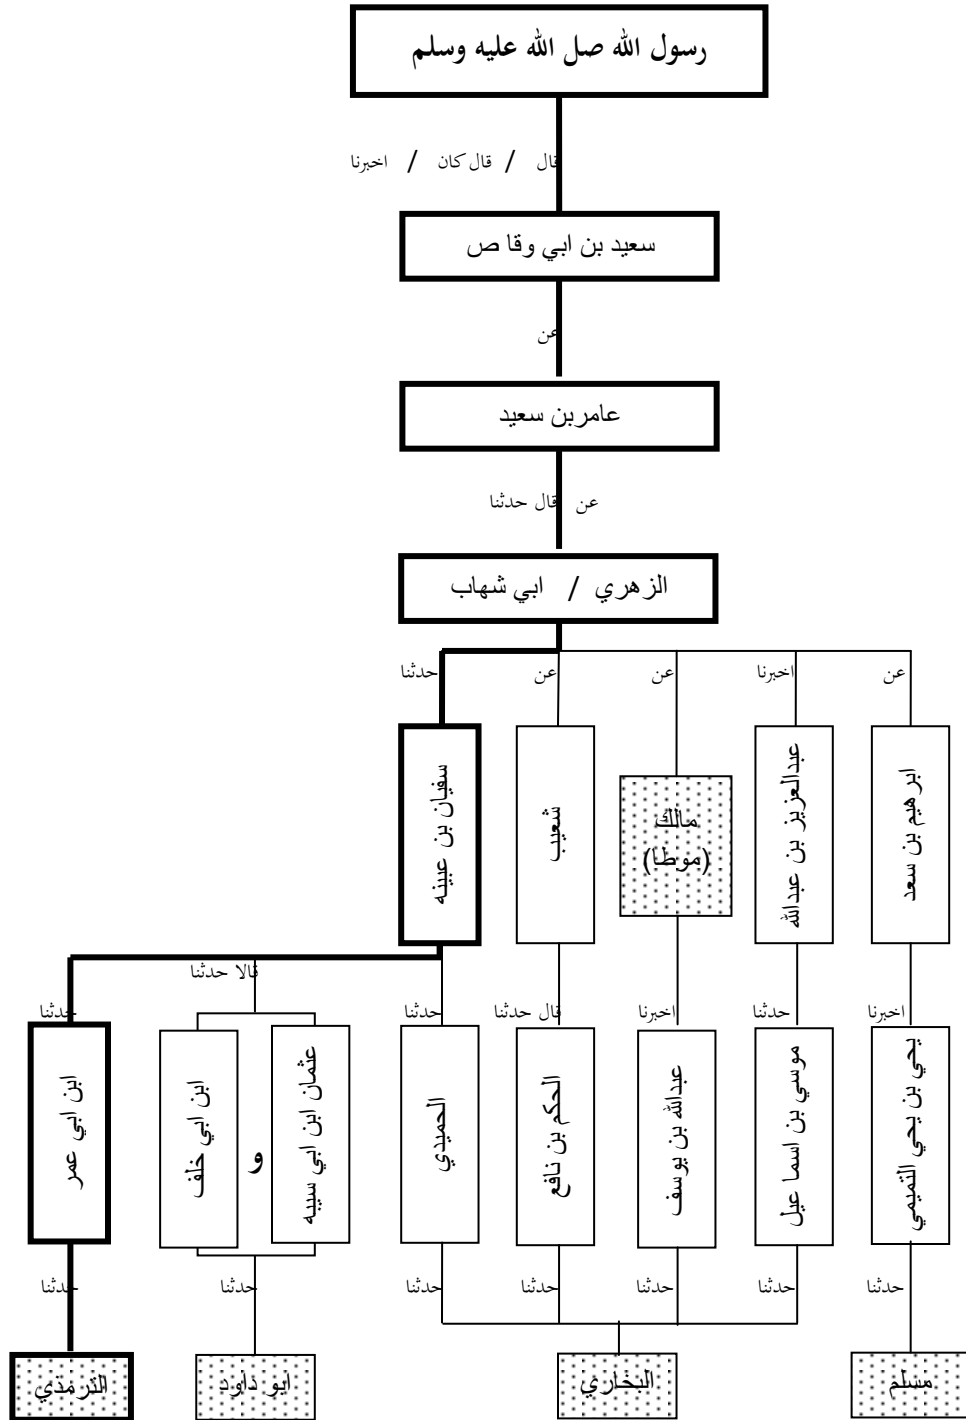 رسول الله صل الله عليه وسلم
قال / قال كان / اخبرنا
سعيد بن ابي وقا ص
عن
عامربن سعيد
عن قال حدثنا
الزهري / ابي شهاب
عن اخبرنا عن عن حدثنا
ابرهيم بن سعد
عبدالعزيز بن عبدالله
مالك
(موطا)
شعيب
سفيان بن عيينه
اخبرنا حدثنا اخبرنا قال حدثنا حدثنا قالا حدثنا حدثنا
يحي بن يحي التميمي
موسي بن اسما عيل
عبدالله بن يوسف
الحكم بن نافع
الحميدي
عثمان ابن ابي سيبه
و
ابن ابي خلف
ابن ابي عمر
حدثنا حدثنا حدثنا حدثنا حدثنا حدثنا حدثنا
مسلم البخاري ابو داود الترمذي